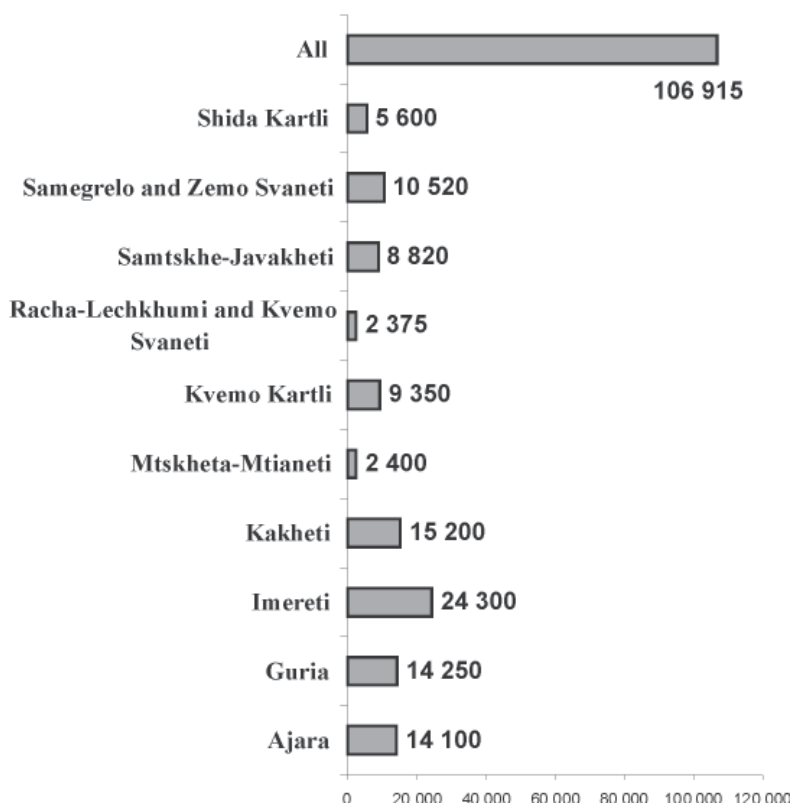 All
106 915
Shida Kartli
5 600
Samegrelo and Zemo Svaneti
10 520
Samtskhe-Javakheti
8 820
Racha-Lechkhumi and Kvemo
Svaneti
2 375
Kvemo Kartli
9 350
Mtskheta-Mtianeti
2 400
Kakheti
15 200
Imereti
24 300
Guria
14 250
Ajara
14 100
0 20 000 40 000 60 000 80 000 100 000 120 000